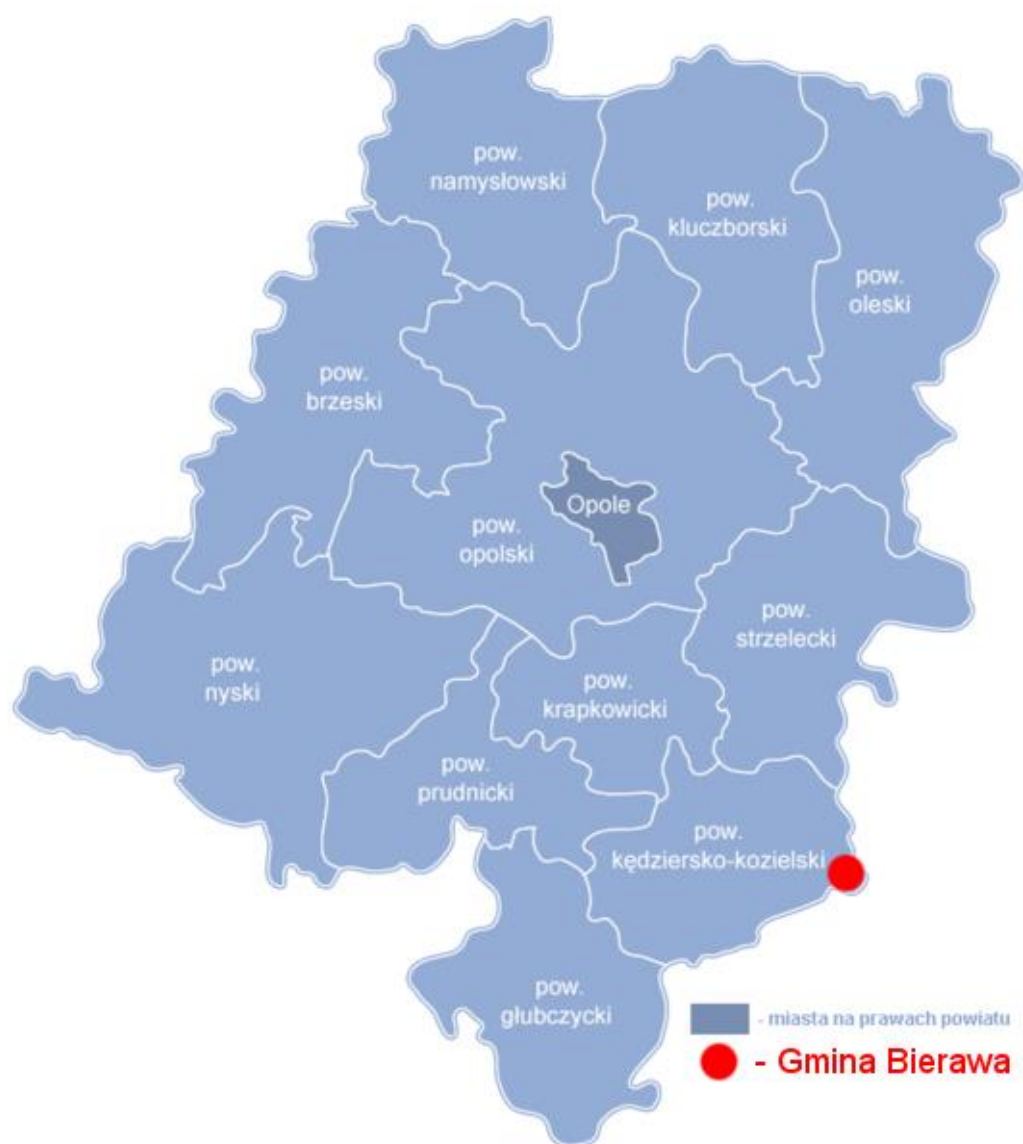 pow.
namysłowski
pow.
kluczborski
pow.
oleski
pow.
brzeski
Opole
pow.
opolski
pow.
strzelecki
pow.
nyski
pow.
krapkowicki
pow.
prudnicki
pow.
kędziersko-kozielski
pow.
głubczycki
- miasta na prawach powiatu
- Gmina Bierawa